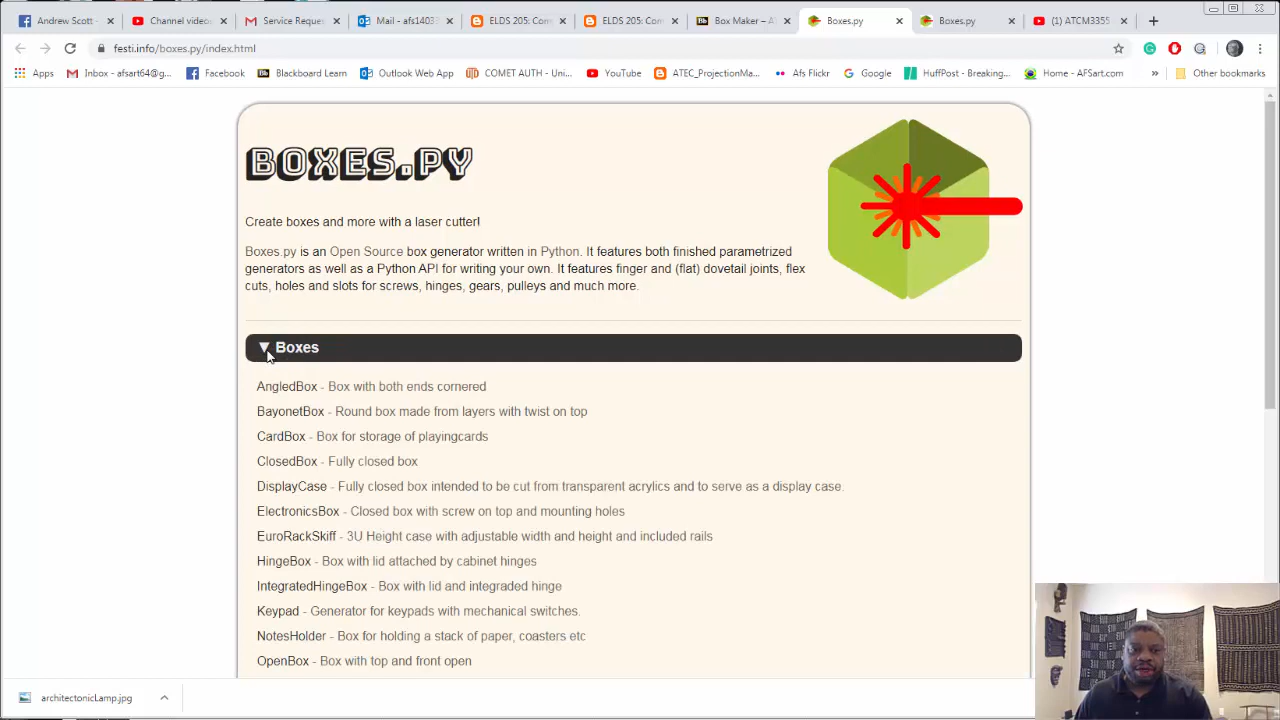 Andrew Scott -
Channel video
Service Reque
Mail - afs1403
ELDS 205: Com
ELDS 205: Com
Box Maker – AT
Boxes.py
Boxes.py
(1) ATCM3355
festi.info/boxes.py/index.html
Apps
Inbox - afsart64@g...
Facebook
Blackboard Learn
Outlook Web App
COMET AUTH - Uni...
YouTube
ATEC_ProjectionMa...
Afs Flickr
Google
HuffPost - Breaking...
Home - AFSart.com
»
Other bookmarks
BOXES.PY
Create boxes and more with a laser cutter!
Boxes.py is an Open Source box generator written in Python. It features both finished parametrized
generators as well as a Python API for writing your own. It features finger and (flat) dovetail joints, flex
cuts, holes and slots for screws, hinges, gears, pulleys and much more.
▼ Boxes
AngledBox - Box with both ends cornered
BayonetBox - Round box made from layers with twist on top
CardBox - Box for storage of playingcards
ClosedBox - Fully closed box
DisplayCase - Fully closed box intended to be cut from transparent acrylics and to serve as a display case.
ElectronicsBox - Closed box with screw on top and mounting holes
EuroRackSkiff - 3U Height case with adjustable width and height and included rails
HingeBox - Box with lid attached by cabinet hinges
IntegratedHingeBox - Box with lid and integraded hinge
Keypad - Generator for keypads with mechanical switches.
NotesHolder - Box for holding a stack of paper, coasters etc
OpenBox - Box with top and front open
architectonicLamp.jpg